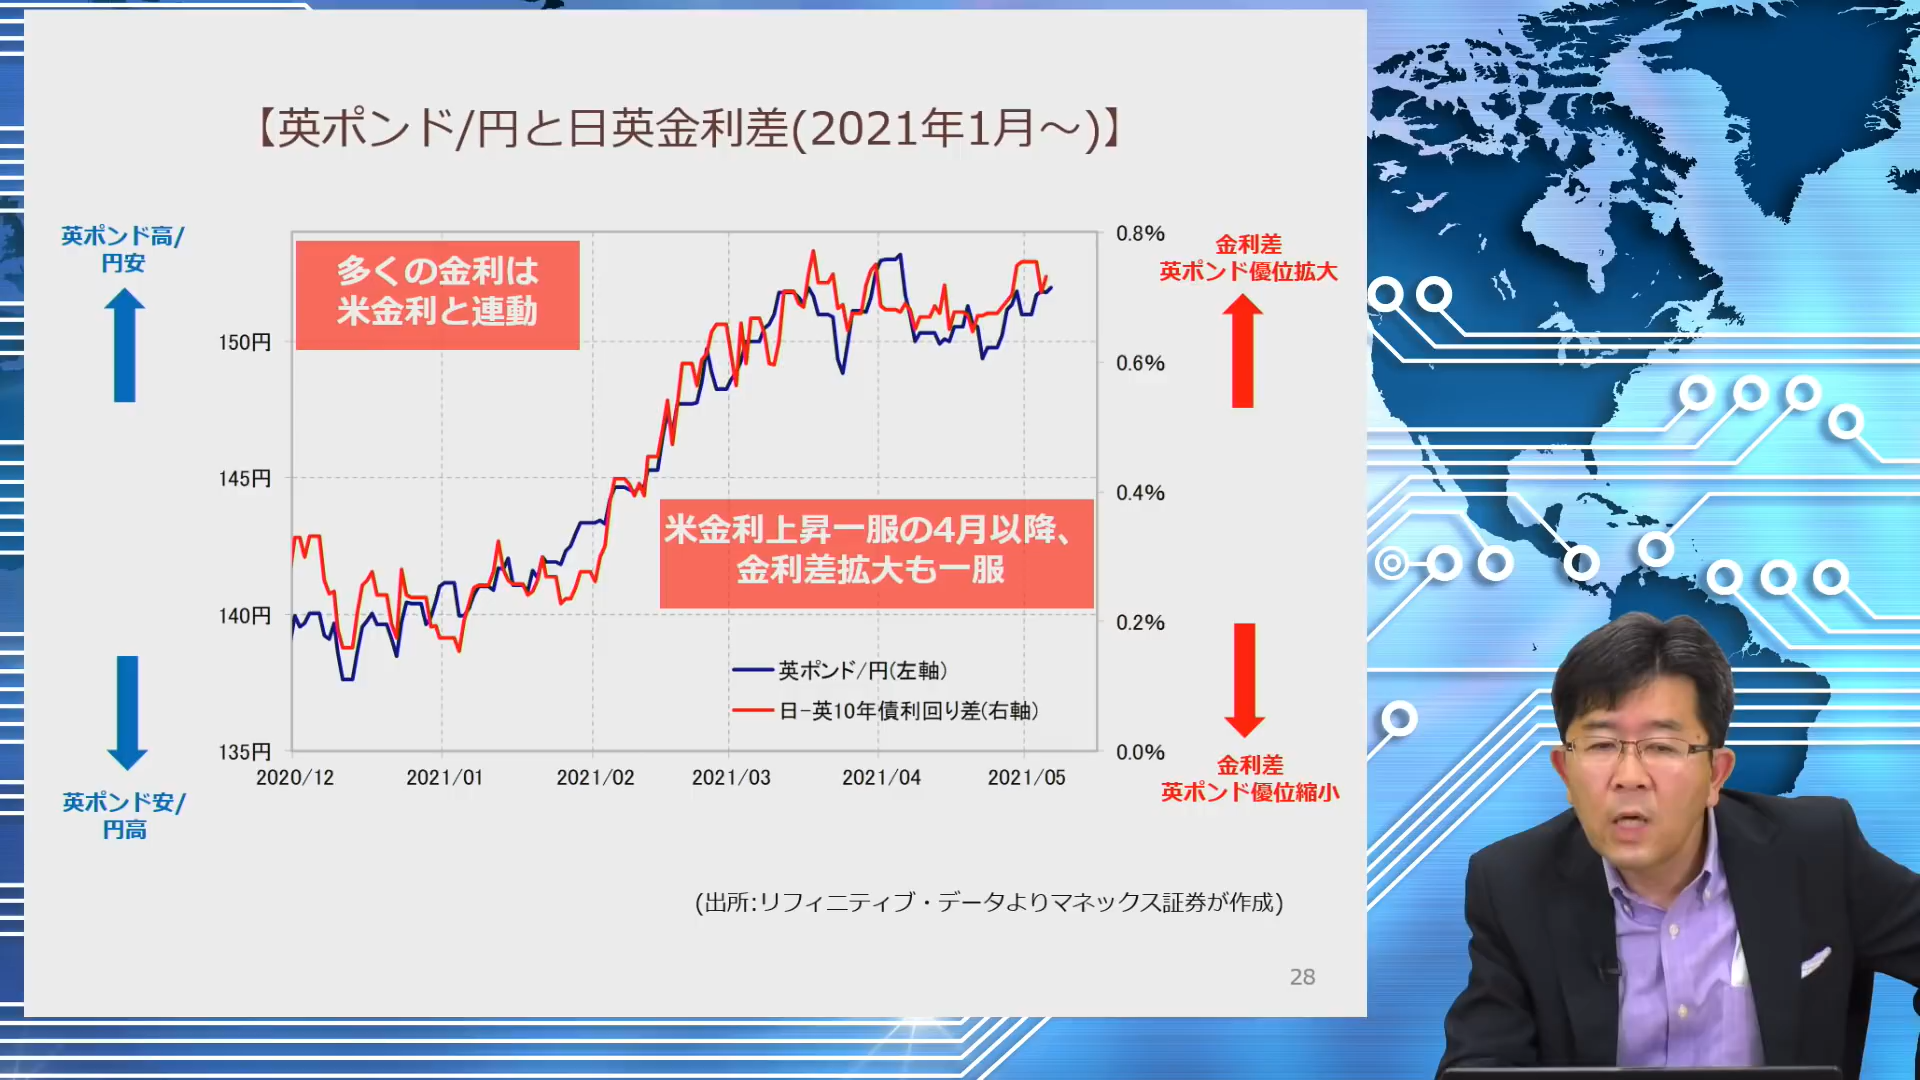 【英ポンド/円と日英金利差(2021年1月～)】
英ポンド高/
円安
英ポンド安/
円高
150円
145円
140円
135円
多くの金利は
米金利と連動
米金利上昇一服の4月以降、
金利差拡大も一服
英ポンド/円(左軸)
日-英10年債利回り差(右軸)
2020/12
2021/01
2021/02
2021/03
2021/04
2021/05
0.8%
0.6%
0.4%
0.2%
0.0%
金利差
英ポンド優位拡大
金利差
英ポンド優位縮小
(出所:リフィニティブ・データよりマネックス証券が作成)
28